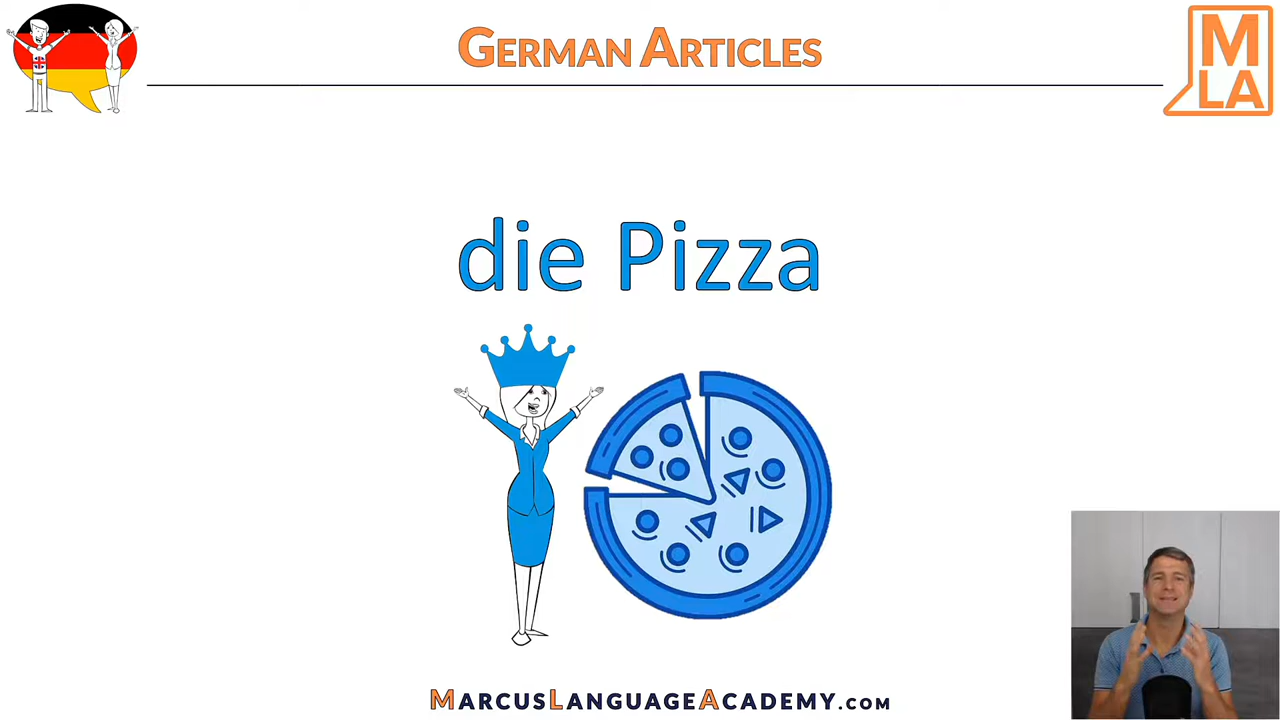 GERMAN ARTICLES
M
LA
die Pizza
MARCUSLANGUAGEACADEMY.COM